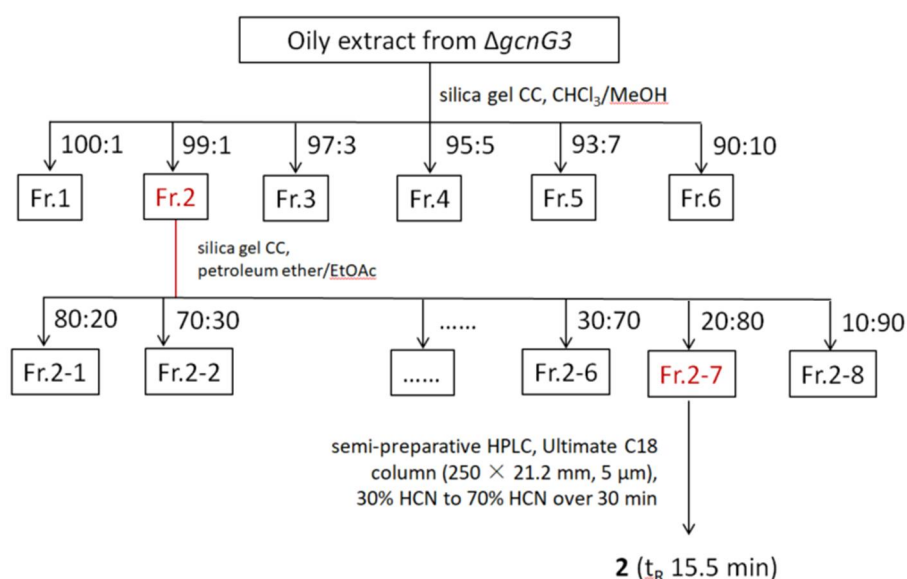 Oily extract from ΔgcnG3
silica gel CC, CHCl₃/MeOH
100:1 99:1 97:3 95:5 93:7 90:10
Fr.1 Fr.2 Fr.3 Fr.4 Fr.5 Fr.6
silica gel CC,
petroleum ether/EtOAc
80:20 70:30 ...... 30:70 20:80 10:90
Fr.2-1 Fr.2-2 ...... Fr.2-6 Fr.2-7 Fr.2-8
semi-preparative HPLC, Ultimate C18
column (250 × 21.2 mm, 5 μm),
30% HCN to 70% HCN over 30 min
2 (tR 15.5 min)